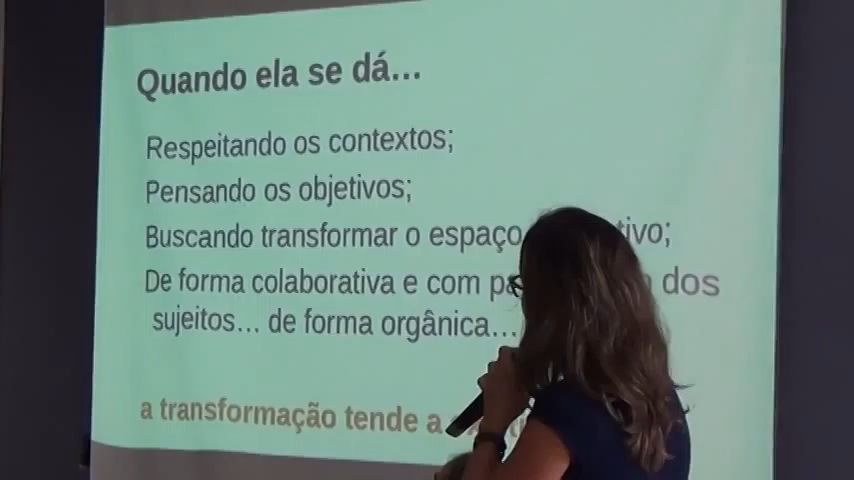 Quando ela se dá...
Respeitando os contextos;
Pensando os objetivos;
Buscando transformar o espaço
De forma colaborativa e com dos
sujeitos... de forma orgânica...
a transformação tende a